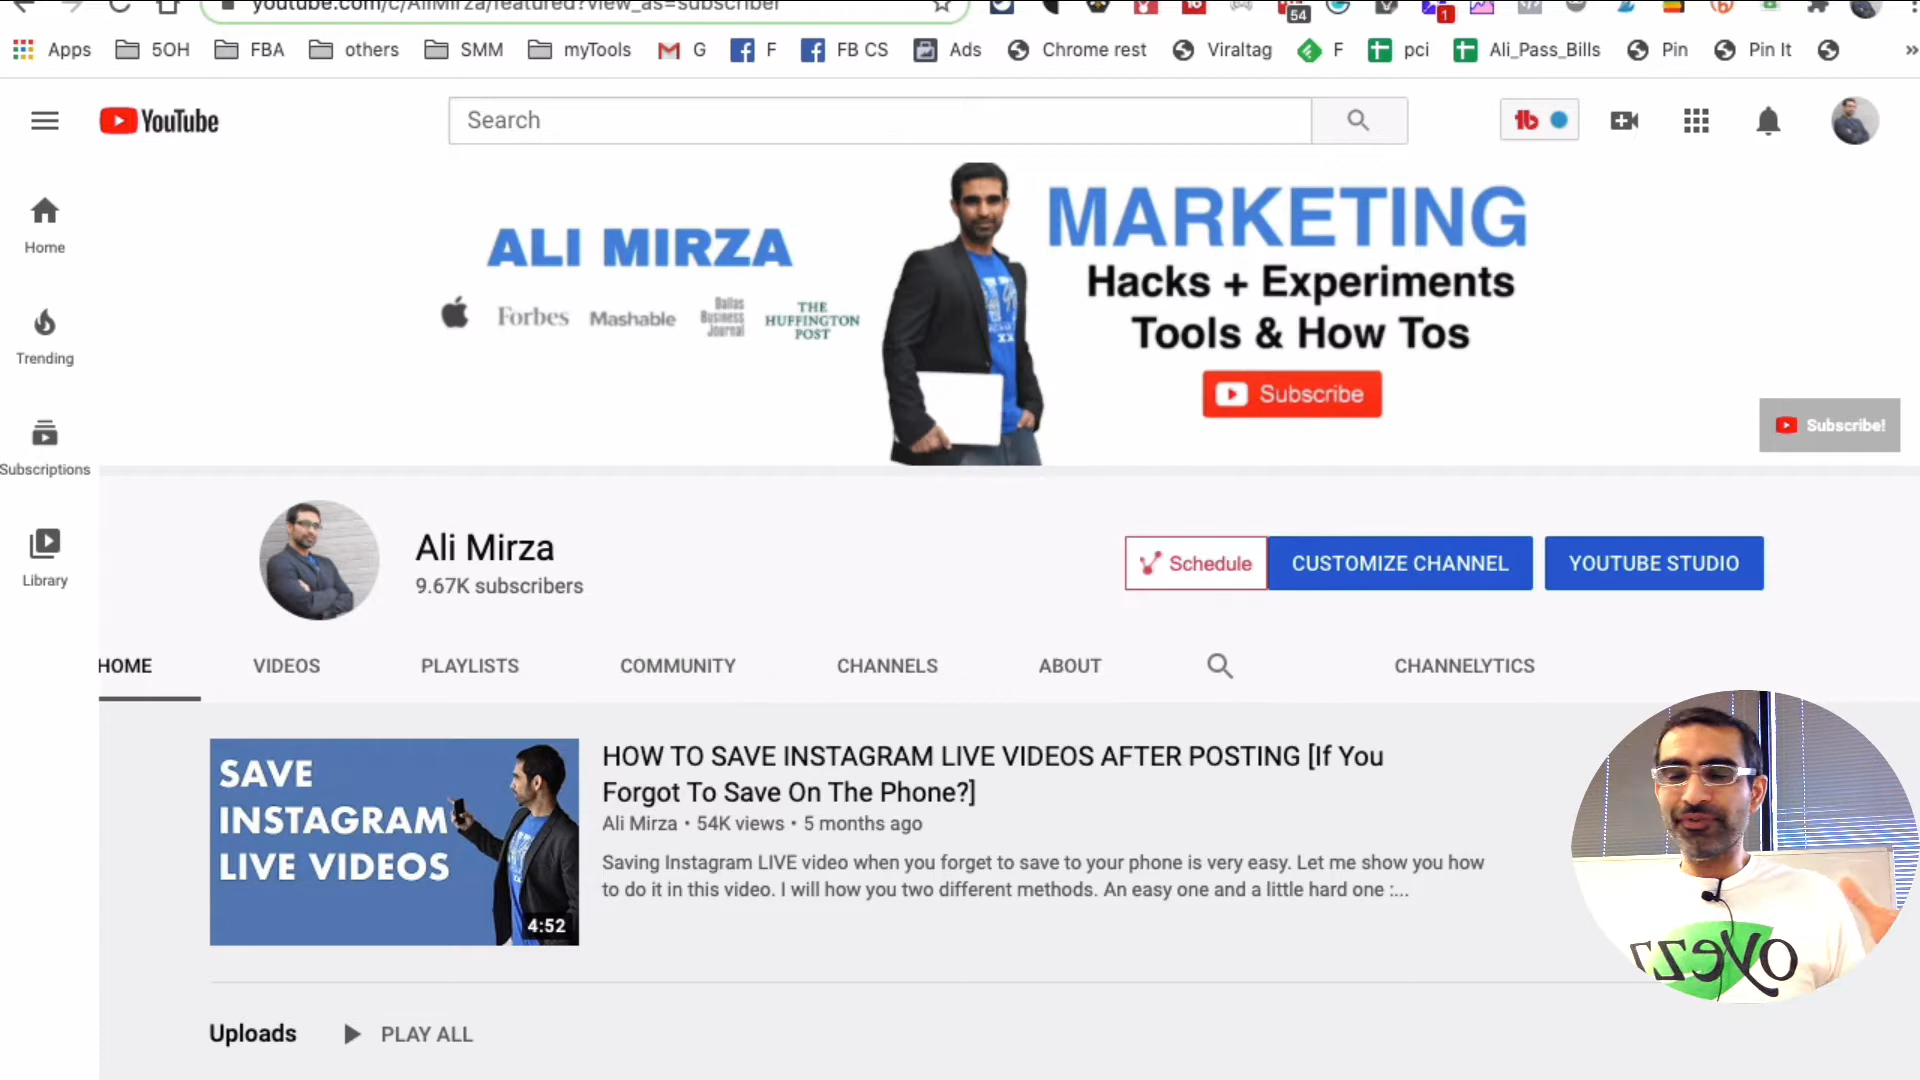 youtube.com/c/AliMirza/featured?view_as=subscriber
54
1
Apps 5OH FBA others SMM myTools G F FB CS Ads Chrome rest Viraltag F pci Ali_Pass_Bills Pin Pin It »
YouTube
Search
Home
Trending
Subscriptions
Library
ALI MIRZA
Forbes Mashable Dallas Business Journal THE HUFFINGTON POST
MARKETING
Hacks + Experiments
Tools & How Tos
Subscribe
Subscribe!
Ali Mirza
9.67K subscribers
Schedule
CUSTOMIZE CHANNEL
YOUTUBE STUDIO
HOME VIDEOS PLAYLISTS COMMUNITY CHANNELS ABOUT CHANNELYTICS
SAVE
INSTAGRAM
LIVE VIDEOS
4:52
HOW TO SAVE INSTAGRAM LIVE VIDEOS AFTER POSTING [If You
Forgot To Save On The Phone?]
Ali Mirza • 54K views • 5 months ago
Saving Instagram LIVE video when you forget to save to your phone is very easy. Let me show you how
to do it in this video. I will how you two different methods. An easy one and a little hard one :...
Uploads PLAY ALL